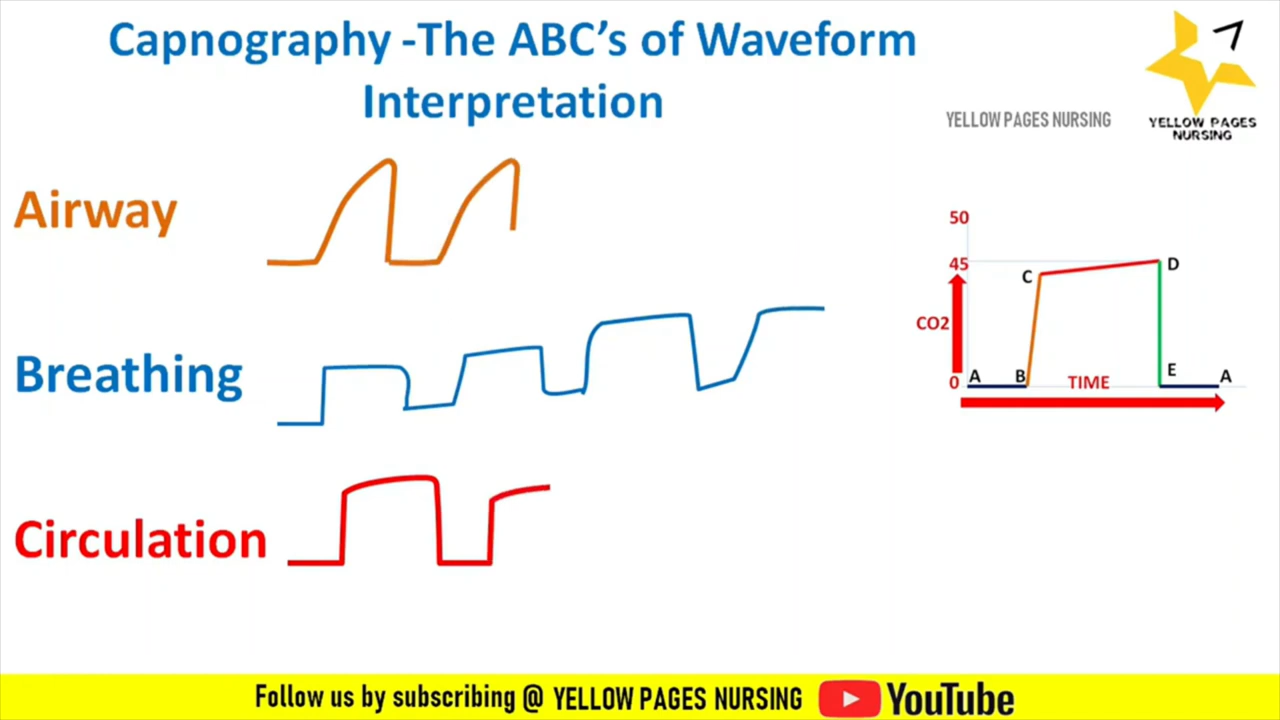 Capnography -The ABC's of Waveform
Interpretation
YELLOW PAGES NURSING
YELLOW PAGES
NURSING
Airway
Breathing
Circulation
50
45
C
D
CO2
0
A
B
TIME
E
A
Follow us by subscribing @ YELLOW PAGES NURSING
YouTube